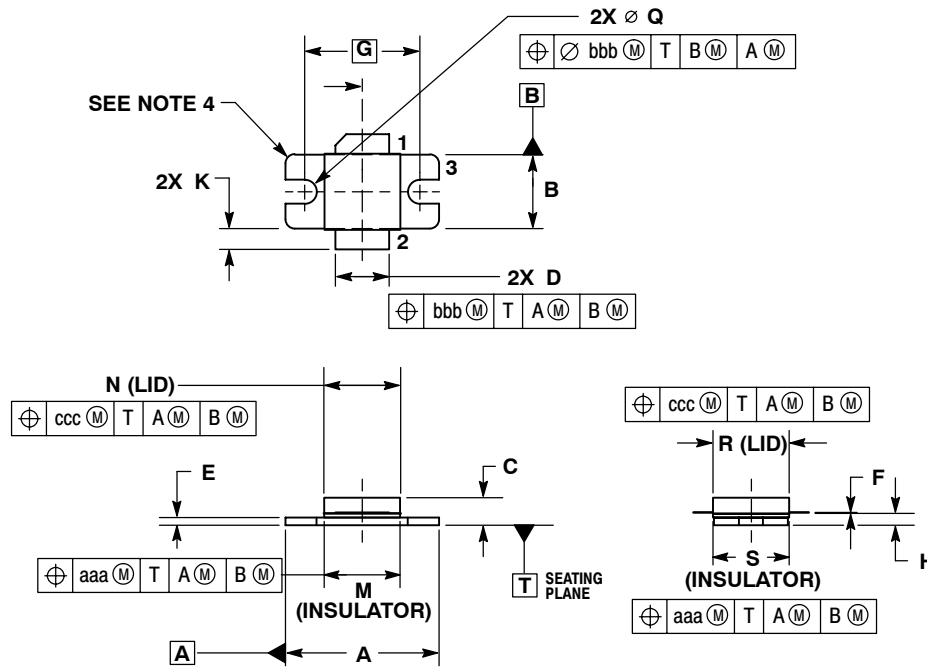 2X ⌀ Q
⌖ ⌀ bbb Ⓜ T B Ⓜ A Ⓜ
G
B
SEE NOTE 4
1
3
2X K
B
2
2X D
⌖ bbb Ⓜ T A Ⓜ B Ⓜ
N (LID)
⌖ ccc Ⓜ T A Ⓜ B Ⓜ
⌖ ccc Ⓜ T A Ⓜ B Ⓜ
R (LID)
E
C
F
H
⌖ aaa Ⓜ T A Ⓜ B Ⓜ
M
(INSULATOR)
T SEATING
PLANE
S
(INSULATOR)
⌖ aaa Ⓜ T A Ⓜ B Ⓜ
A
A